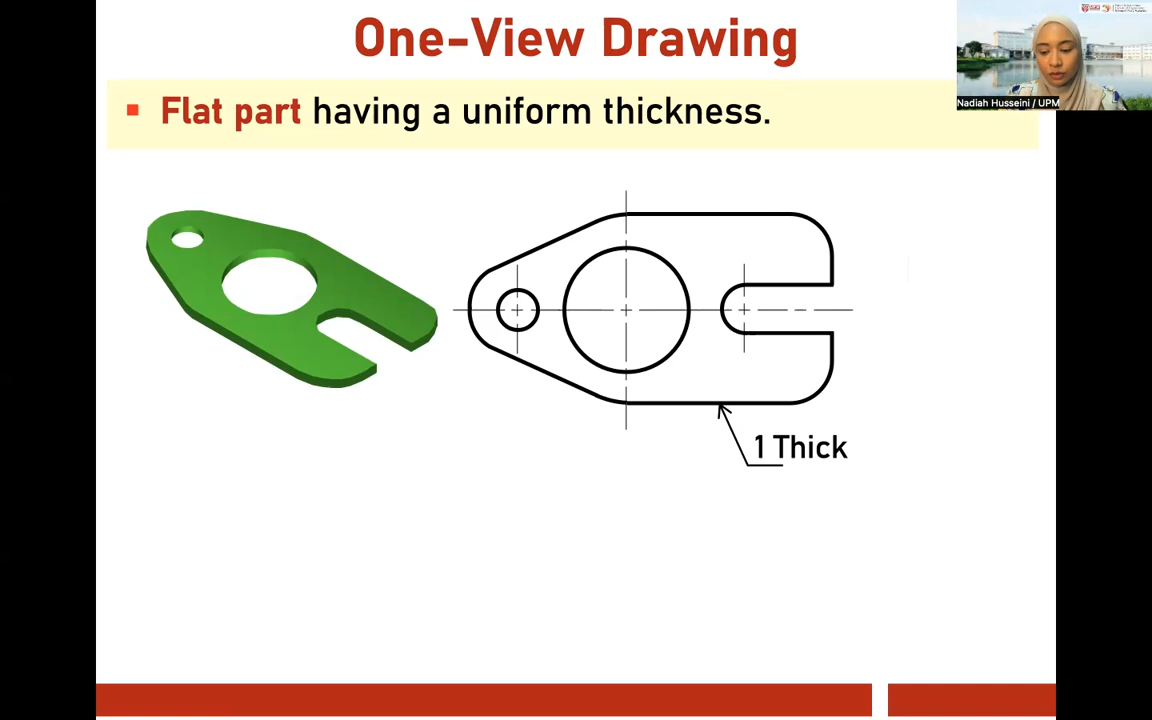 One-View Drawing
Flat part having a uniform thickness.
Nadiah Husseini / UPM
1 Thick